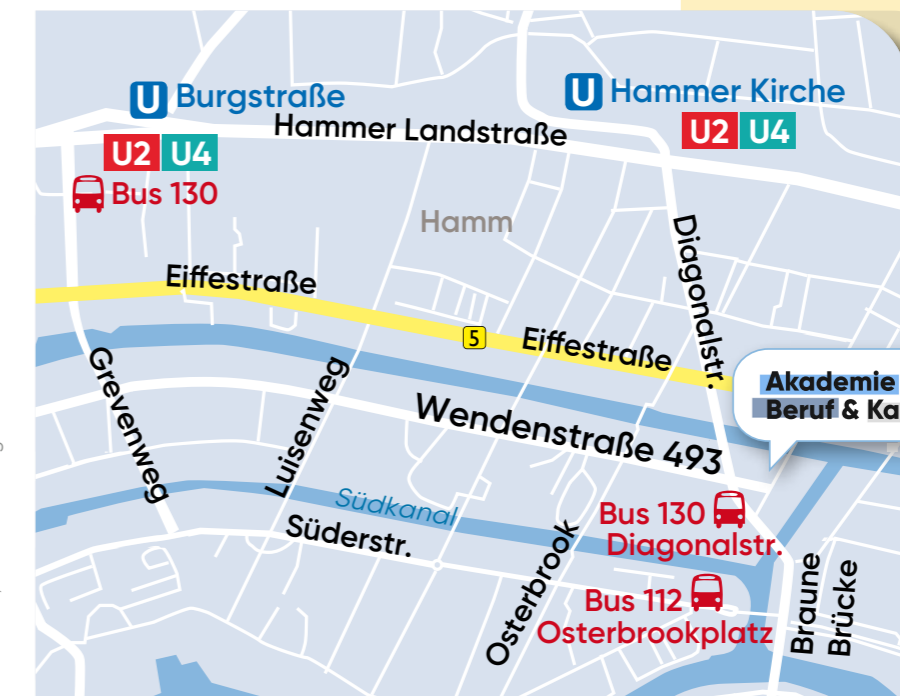 U Burgstraße
U2 U4
Bus 130
U Hammer Kirche
U2 U4
Hammer Landstraße
Hamm
Diagonalstr.
Eiffestraße
5
Eiffestraße
Akademie
Beruf & Ka
Grevenweg
Luisenweg
Wendenstraße 493
Südkanal
Süderstr.
Osterbrook
Bus 130
Diagonalstr.
Bus 112
Osterbrookplatz
Braune
Brücke